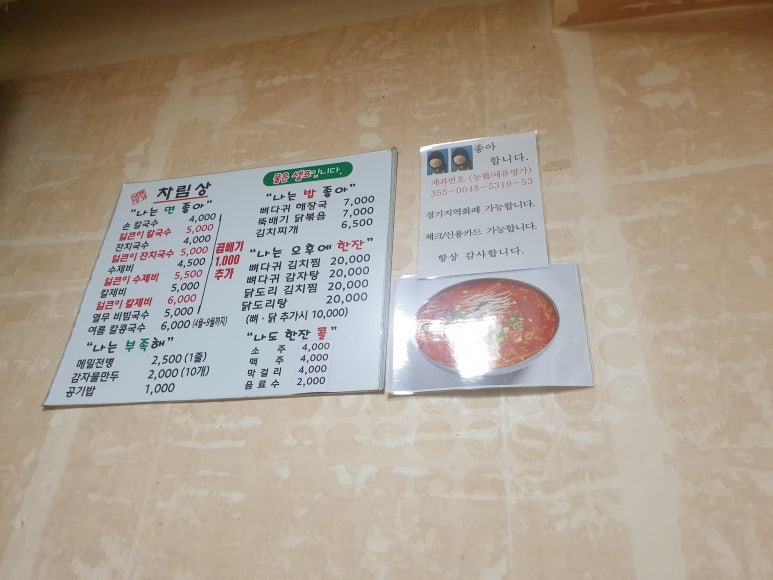 차림상
물은 셀프입니다.
"나는 면 좋아"
손 칼국수 4,000
얼큰이 칼국수 5,000
잔치국수 4,000
얼큰이 잔치국수 5,000
수제비 4,500
얼큰이 수제비 5,500
칼제비 5,000
얼큰이 칼제비 6,000
열무 비빔국수 5,000
여름 칼콩국수 6,000 (4월~9월까지)
곱빼기
1,000
추가
"나는 부족해"
메밀전병 2,500 (1줄)
감자물만두 2,000 (10개)
공기밥 1,000
"나는 밥 좋아"
뼈다귀 해장국 7,000
뚝배기 닭볶음 7,000
김치찌개 6,500
"나는 오후에 한잔"
뼈다귀 김치찜 20,000
뼈다귀 감자탕 20,000
닭도리 김치찜 20,000
닭도리탕 20,000
(뼈·닭 추가시 10,000)
"나도 한잔 콜"
소 주 4,000
맥 주 4,000
막걸리 4,000
음료수 2,000
좋아
합니다.
계좌번호 (농협/세류명가)
355-0048-5319-53
경기지역화폐 가능합니다.
체크/신용카드 가능합니다.
항상 감사합니다.